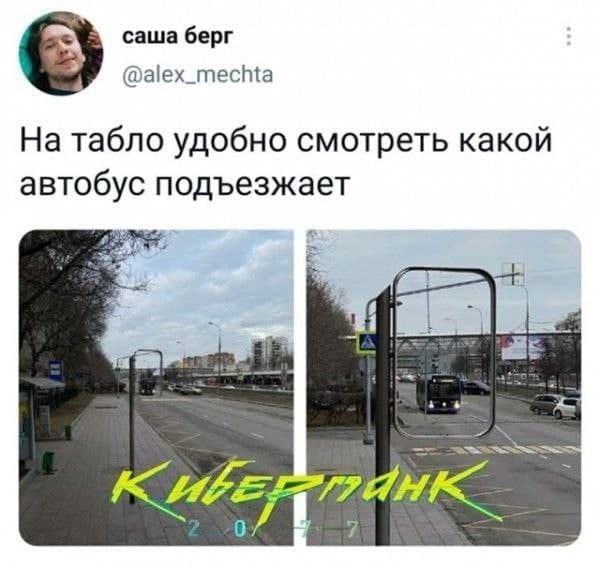 саша берг
@alex_mechta
На табло удобно смотреть какой
автобус подъезжает
Киберпанк
2077